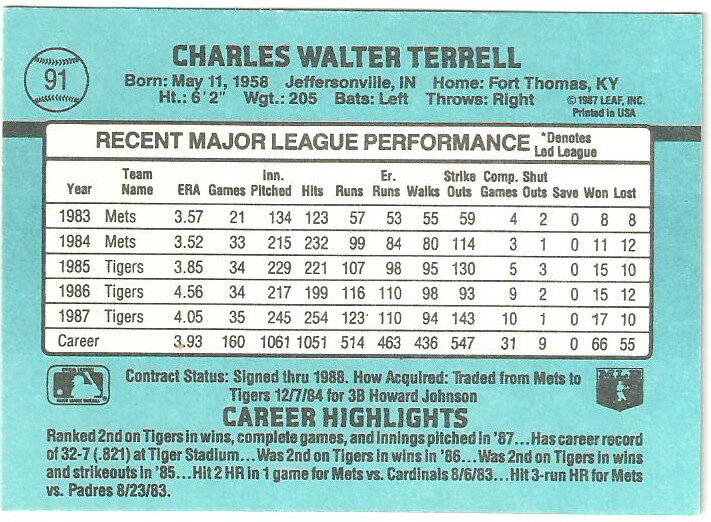 CHARLES WALTER TERRELL
91
Born: May 11, 1958 Jeffersonville, IN Home: Fort Thomas, KY
Ht.: 6'2" Wgt.: 205 Bats: Left Throws: Right
©1987 LEAF, INC.
Printed in USA
RECENT MAJOR LEAGUE PERFORMANCE *Denotes Led League
Year Team Name ERA Games Inn. Pitched Hits Runs Er. Runs Walks Strike Outs Comp. Games Shut Outs Save Won Lost
1983 Mets 3.57 21 134 123 57 53 55 59 4 2 0 8 8
1984 Mets 3.52 33 215 232 99 84 80 114 3 1 0 11 12
1985 Tigers 3.85 34 229 221 107 98 95 130 5 3 0 15 10
1986 Tigers 4.56 34 217 199 116 110 98 93 9 2 0 15 12
1987 Tigers 4.05 35 245 254 123 110 94 143 10 1 0 17 10
Career 3.93 160 1061 1051 514 463 436 547 31 9 0 66 55
Contract Status: Signed thru 1988. How Acquired: Traded from Mets to
Tigers 12/7/84 for 3B Howard Johnson
CAREER HIGHLIGHTS
Ranked 2nd on Tigers in wins, complete games, and innings pitched in '87...Has career record
of 32-7 (.821) at Tiger Stadium...Was 2nd on Tigers in wins in '86...Was 2nd on Tigers in wins
and strikeouts in '85...Hit 2 HR in 1 game for Mets vs. Cardinals 8/6/83...Hit 3-run HR for Mets
vs. Padres 8/23/83.